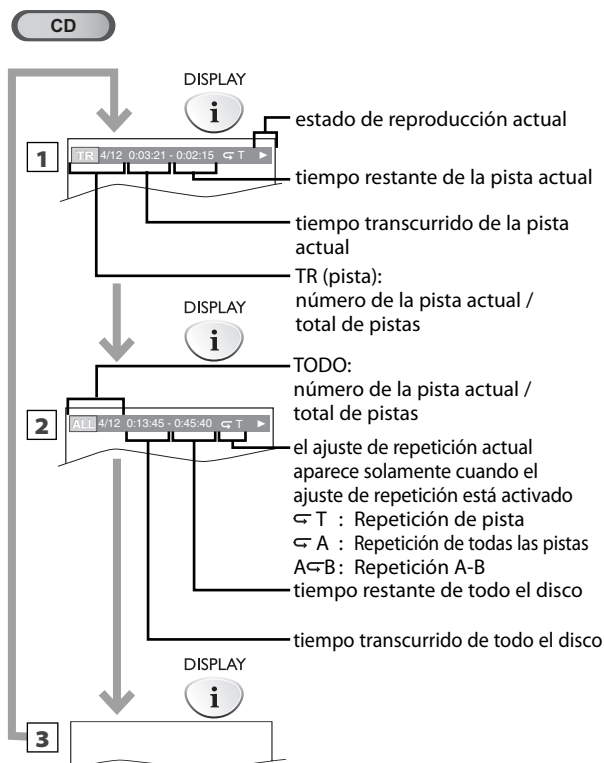 CD
DISPLAY
i
estado de reproducción actual
1
TR 4/12 0:03:21 - 0:02:15 T ►
tiempo restante de la pista actual
tiempo transcurrido de la pista
actual
TR (pista):
número de la pista actual /
total de pistas
DISPLAY
i
TODO:
número de la pista actual /
total de pistas
2
ALL 4/12 0:13:45 - 0:45:40 T ►
el ajuste de repetición actual
aparece solamente cuando el
ajuste de repetición está activado
T : Repetición de pista
A : Repetición de todas las pistas
A B : Repetición A-B
tiempo restante de todo el disco
tiempo transcurrido de todo el disco
DISPLAY
i
3